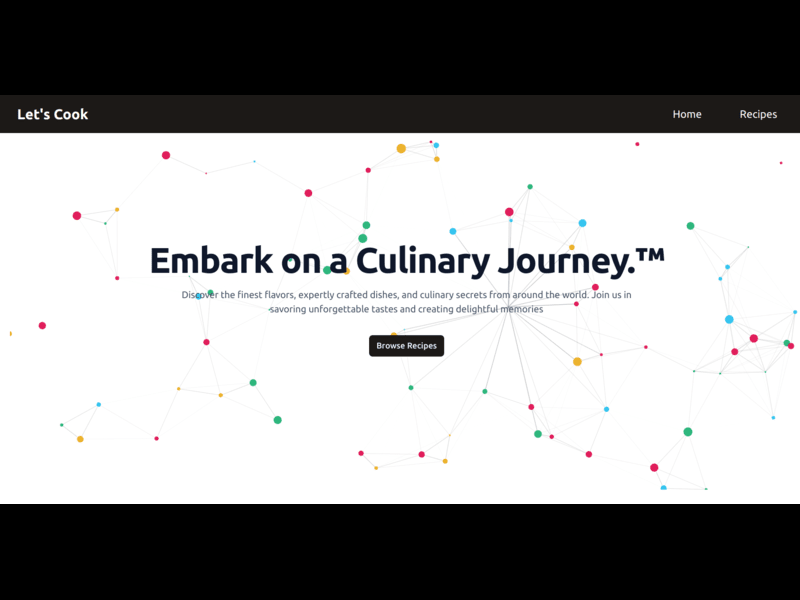 Let's Cook
Home
Recipes
Embark on a Culinary Journey.™
Discover the finest flavors, expertly crafted dishes, and culinary secrets from around the world. Join us in
savoring unforgettable tastes and creating delightful memories
Browse Recipes